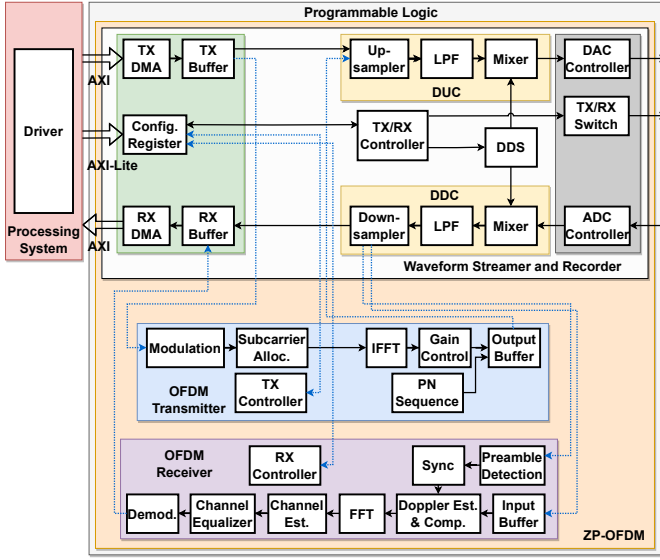 Programmable Logic
Driver
Processing
System
AXI
AXI-Lite
AXI
TX
DMA
TX
Buffer
Config.
Register
RX
DMA
RX
Buffer
Up-
sampler
LPF
Mixer
DUC
TX/RX
Controller
DDS
DDC
Down-
sampler
LPF
Mixer
DAC
Controller
TX/RX
Switch
ADC
Controller
Waveform Streamer and Recorder
Modulation
Subcarrier
Alloc.
IFFT
Gain
Control
Output
Buffer
OFDM
Transmitter
TX
Controller
PN
Sequence
OFDM
Receiver
RX
Controller
Sync
Preamble
Detection
Demod.
Channel
Equalizer
Channel
Est.
FFT
Doppler Est.
& Comp.
Input
Buffer
ZP-OFDM